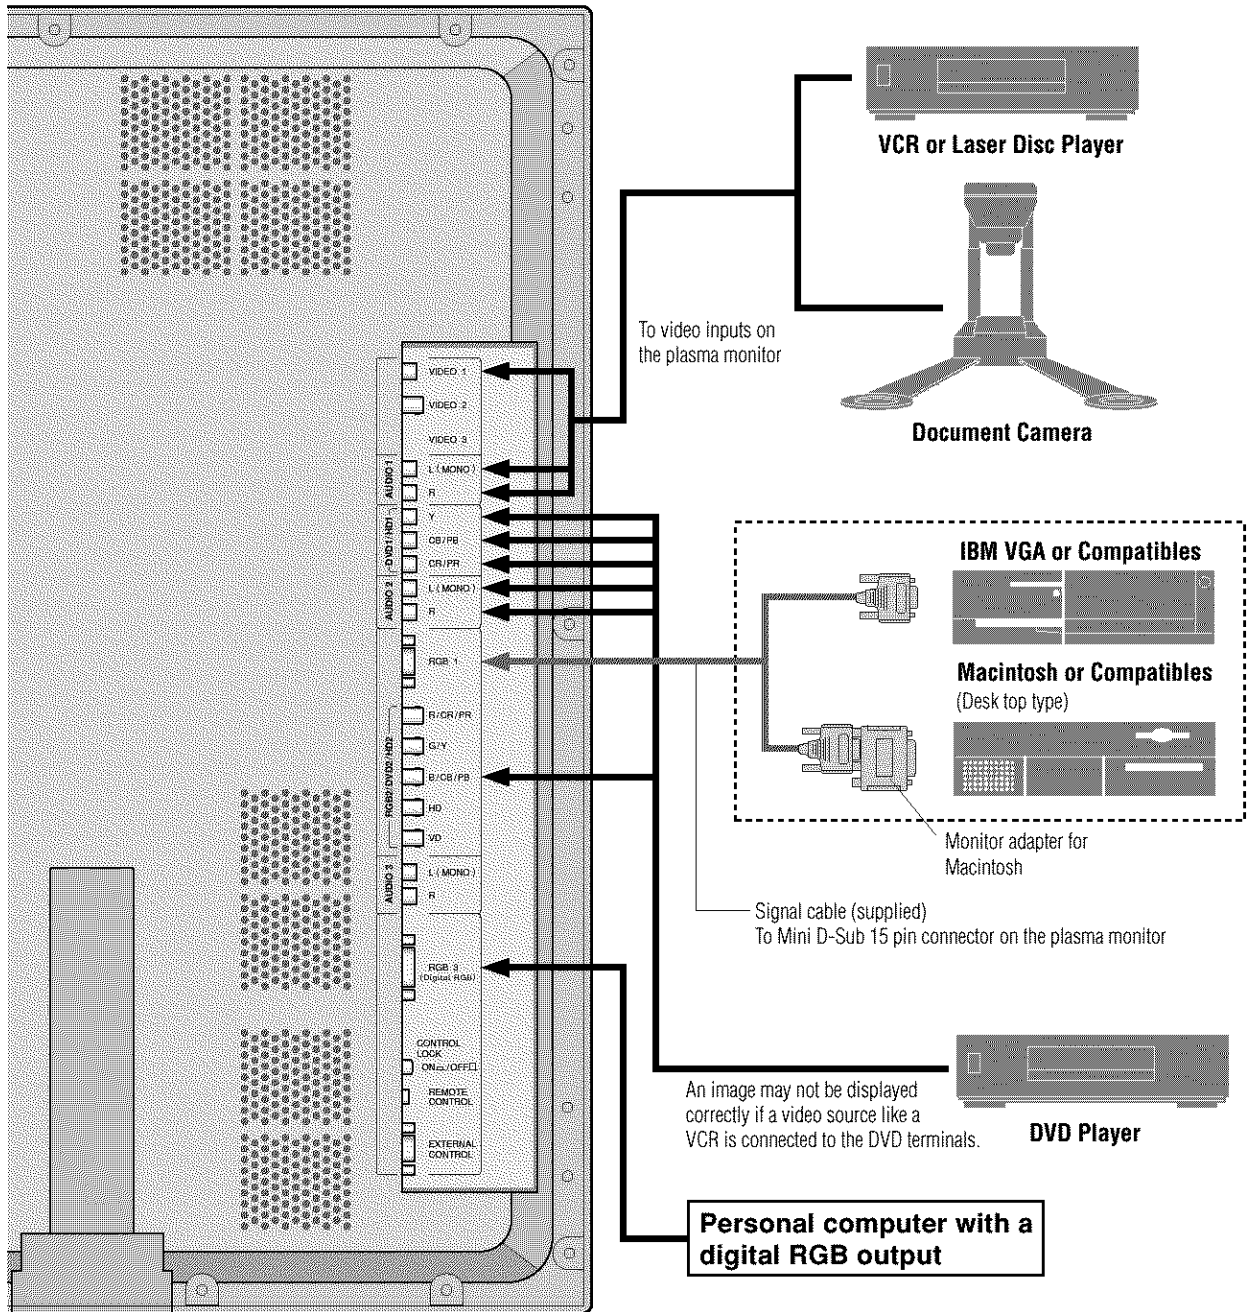 VCR or Laser Disc Player
To video inputs on
the plasma monitor
Document Camera
VIDEO 1
VIDEO 2
VIDEO 3
AUDIO 1
L (MONO)
R
DVD1/HD1
Y
CB/PB
CR/PR
AUDIO 2
L (MONO)
R
RGB 1
RGB2/DVD2/HD2
R/CR/PR
G/Y
B/CB/PB
HD
VD
AUDIO 3
L (MONO)
R
RGB 3
(Digital RGB)
CONTROL
LOCK
ON /OFF
REMOTE
CONTROL
EXTERNAL
CONTROL
IBM VGA or Compatibles
Macintosh or Compatibles
(Desk top type)
Monitor adapter for
Macintosh
Signal cable (supplied)
To Mini D-Sub 15 pin connector on the plasma monitor
An image may not be displayed
correctly if a video source like a
VCR is connected to the DVD terminals.
DVD Player
Personal computer with a
digital RGB output